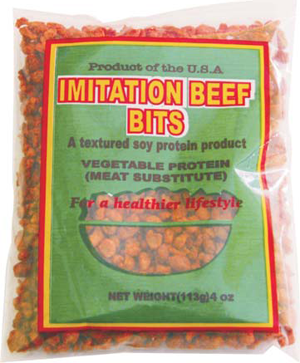 Product of the U.S.A
IMITATION BEEF
BITS
A textured soy protein product
VEGETABLE PROTEIN
(MEAT SUBSTITUTE)
For a healthier lifestyle
NET WEIGHT(113g)4 oz